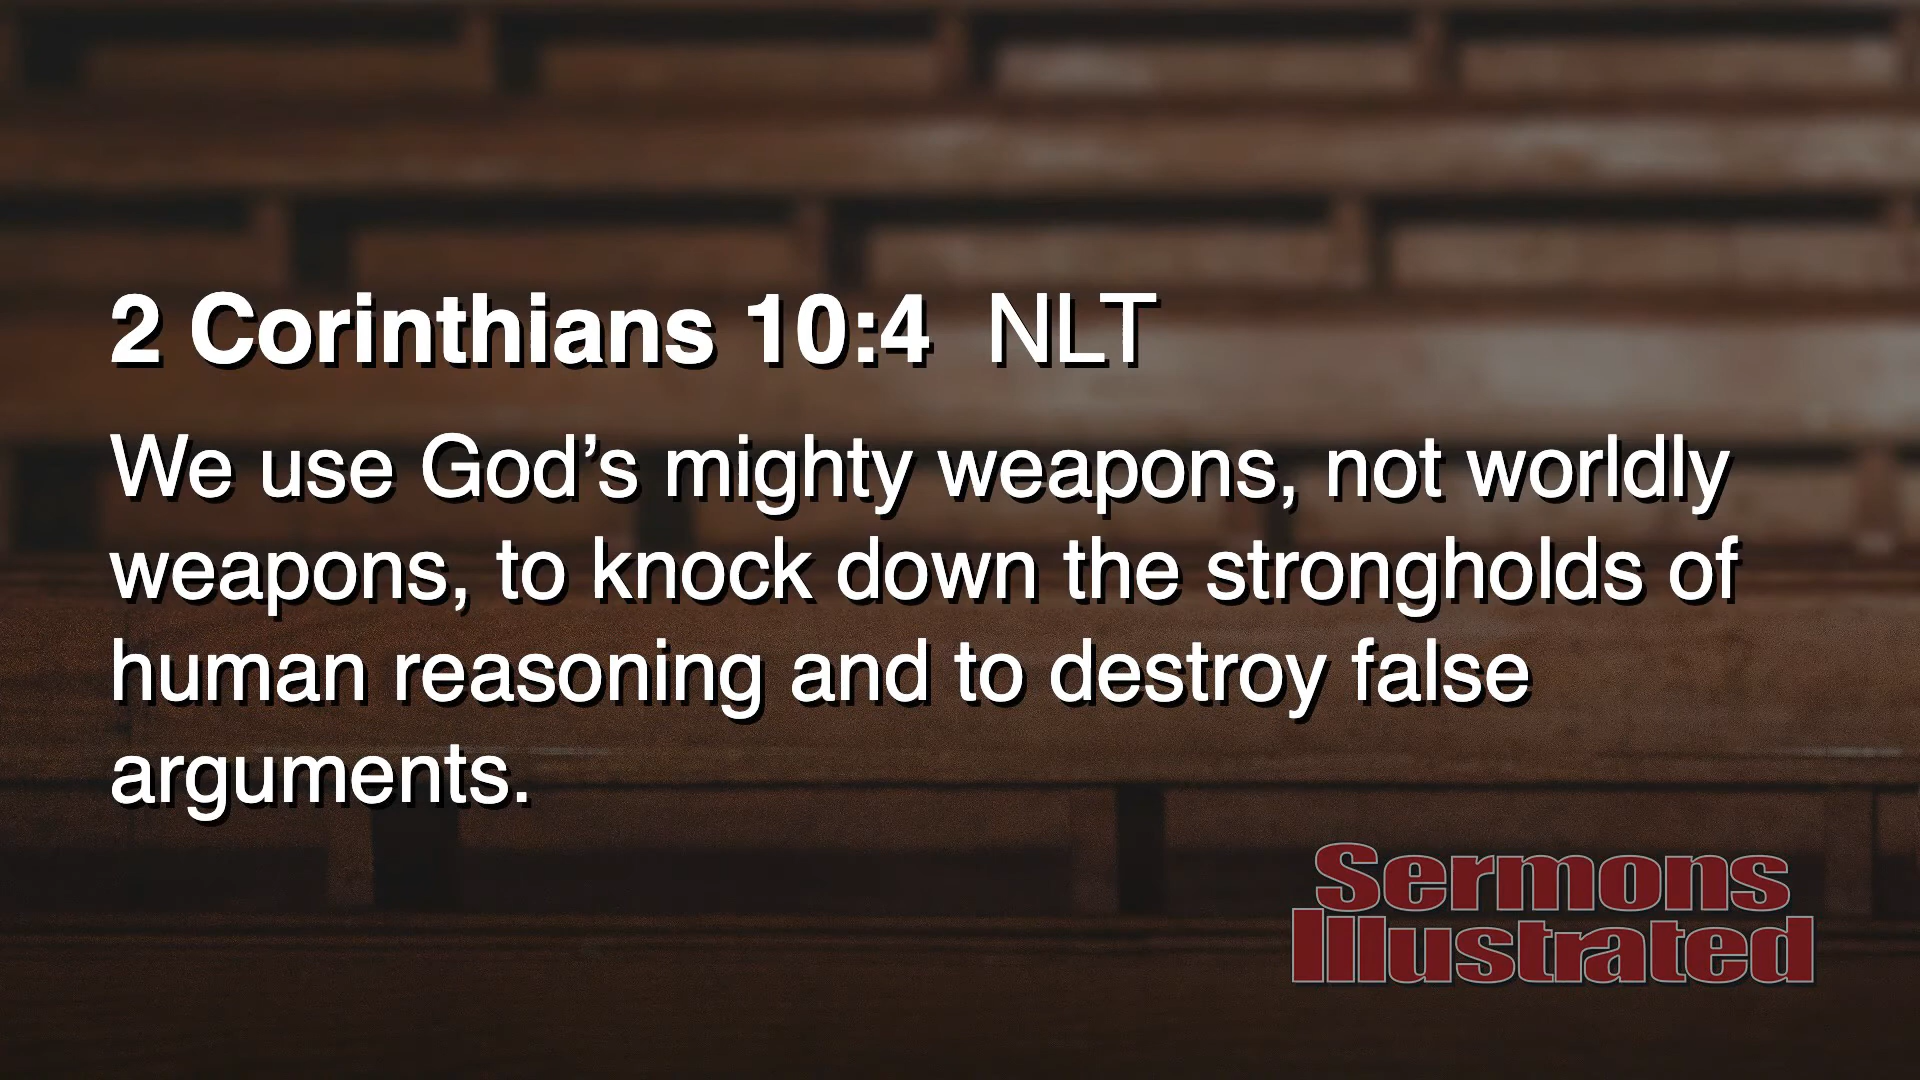 2 Corinthians 10:4 NLT
We use God’s mighty weapons, not worldly
weapons, to knock down the strongholds of
human reasoning and to destroy false
arguments.
Sermons
Illustrated